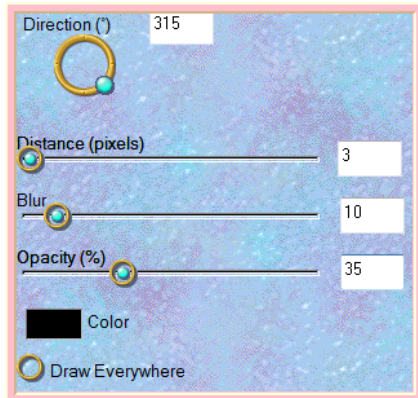 Direction (°) 315
Distance (pixels)
3
Blur
10
Opacity (%)
35
Color
Draw Everywhere